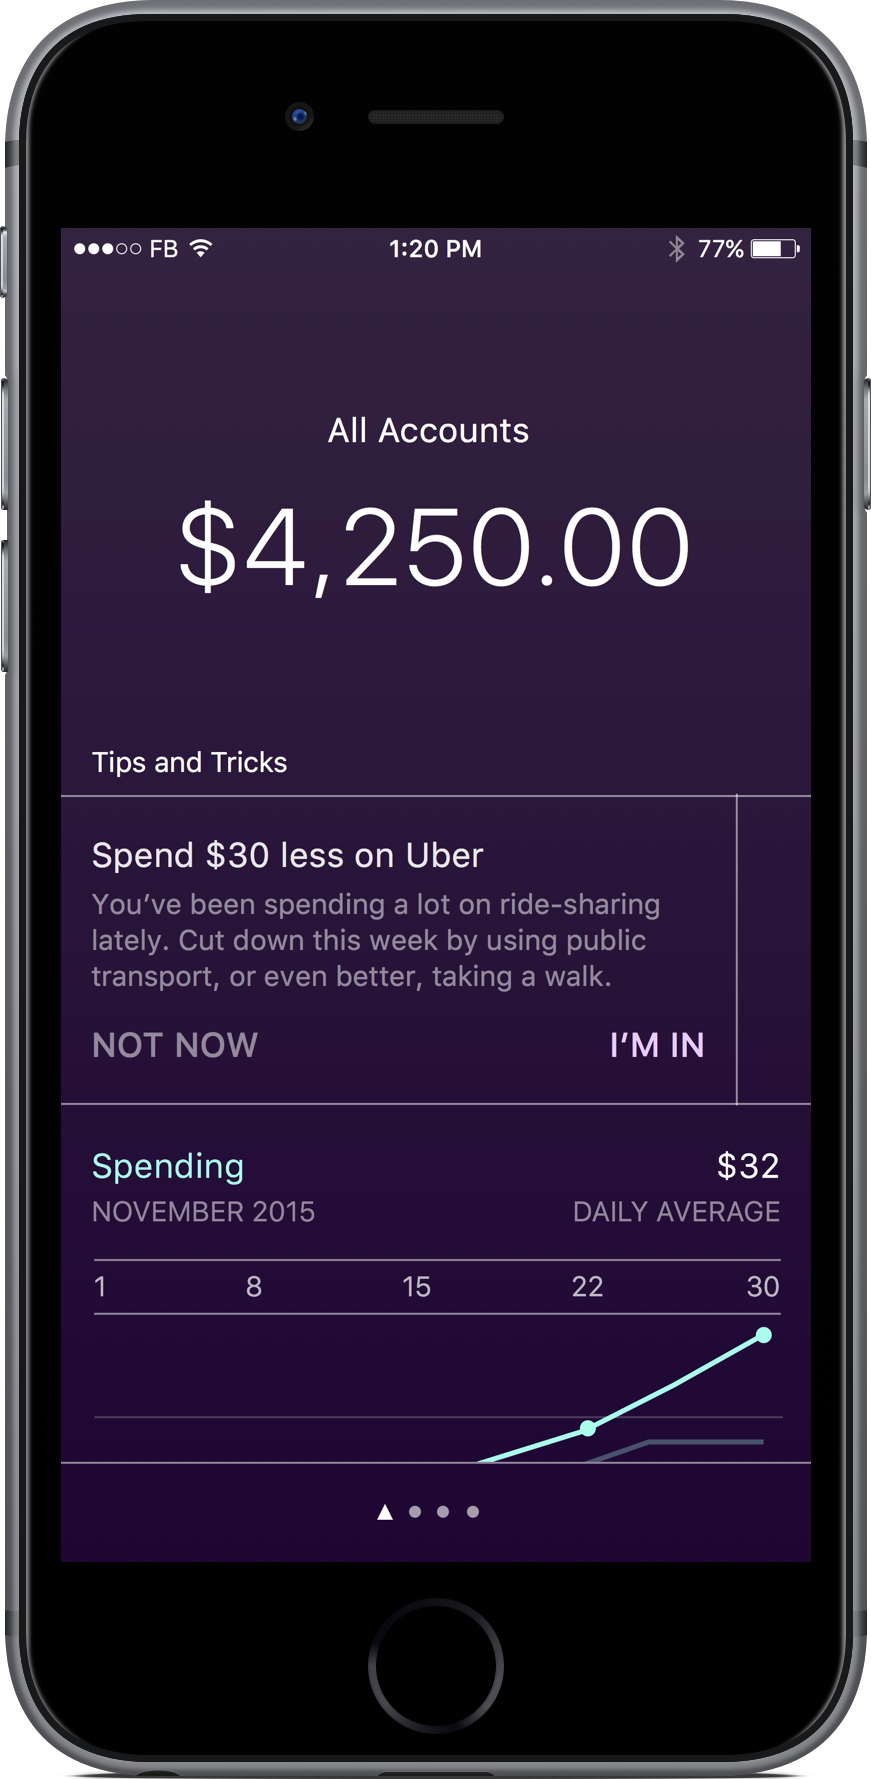 FB 1:20 PM 77%
All Accounts
$4,250.00
Tips and Tricks
Spend $30 less on Uber
You’ve been spending a lot on ride-sharing
lately. Cut down this week by using public
transport, or even better, taking a walk.
NOT NOW I’M IN
Spending $32
NOVEMBER 2015 DAILY AVERAGE
1 8 15 22 30